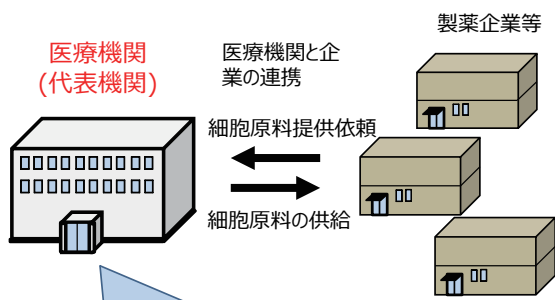 製薬企業等
医療機関
(代表機関)
医療機関と企
業の連携
細胞原料提供依頼
細胞原料の供給